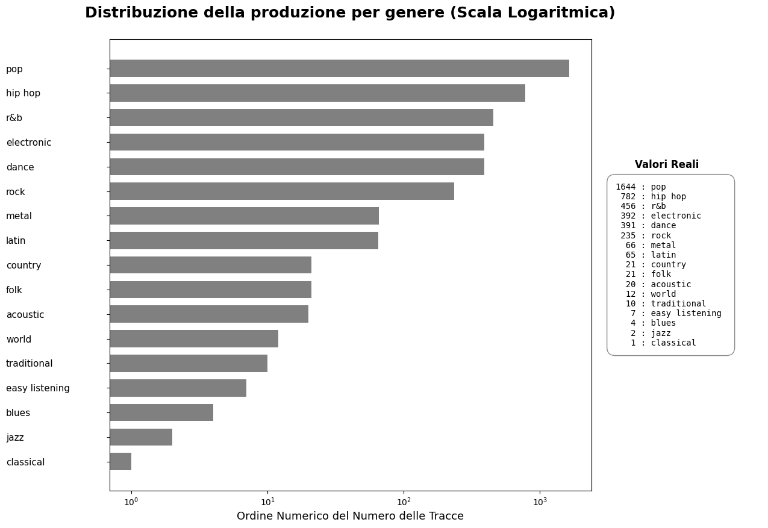 Distribuzione della produzione per genere (Scala Logaritmica)
pop
hip hop
r&b
electronic
dance
rock
metal
latin
country
folk
acoustic
world
traditional
easy listening
blues
jazz
classical
10⁰ 10¹ 10² 10³
Ordine Numerico del Numero delle Tracce
Valori Reali
1644 : pop
782 : hip hop
456 : r&b
392 : electronic
391 : dance
235 : rock
66 : metal
65 : latin
21 : country
21 : folk
20 : acoustic
12 : world
10 : traditional
7 : easy listening
4 : blues
2 : jazz
1 : classical